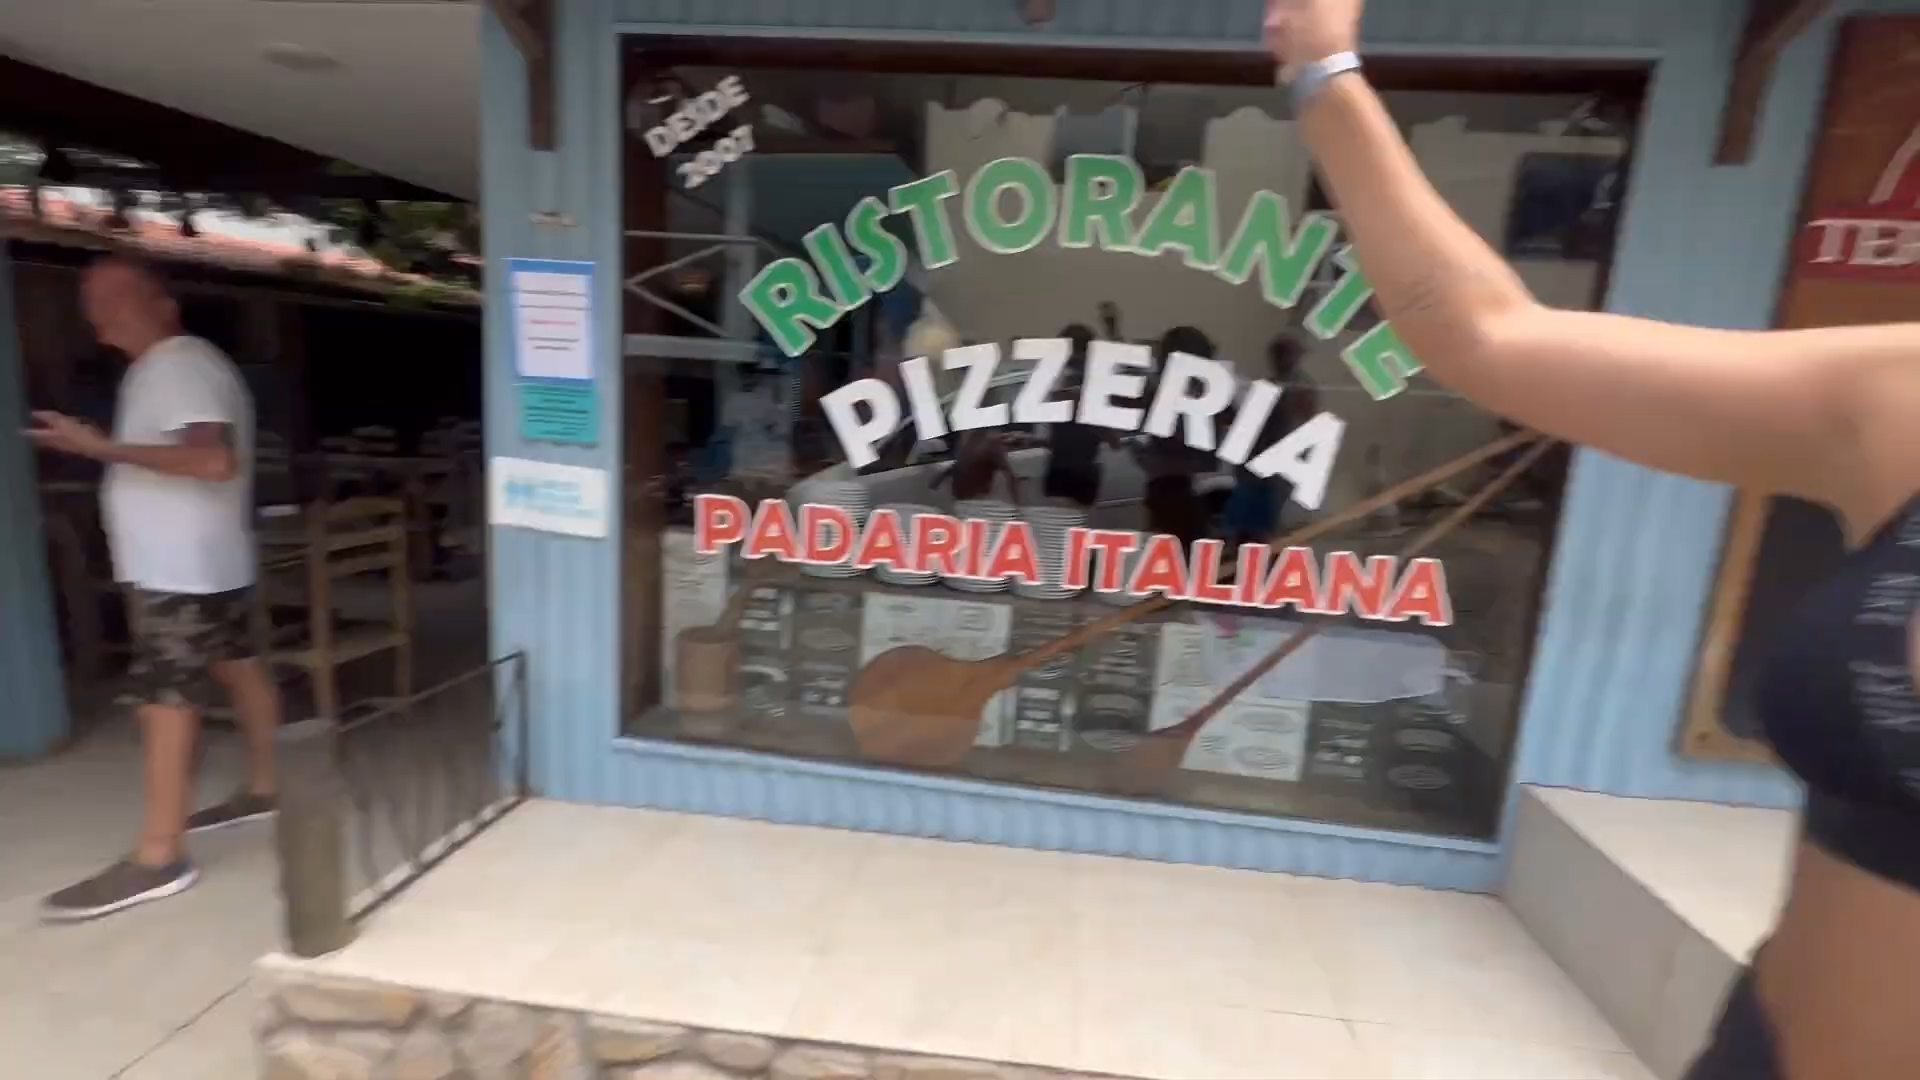 DESDE
2007
RISTORANTE
PIZZERIA
PADARIA ITALIANA